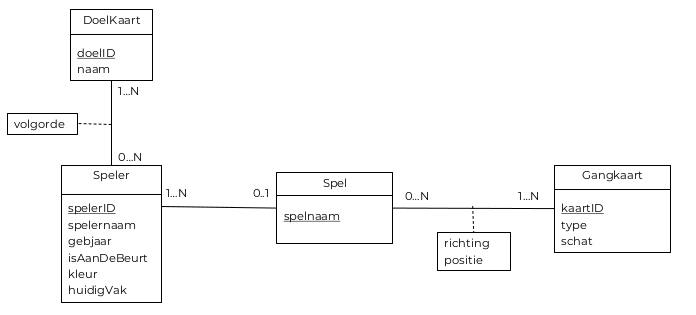 DoelKaart
doelID
naam
1...N
volgorde
0...N
Speler
spelerID
spelernaam
gebjaar
isAanDeBeurt
kleur
huidigVak
1...N
0..1
Spel
spelnaam
0...N
1...N
richting
positie
Gangkaart
kaartID
type
schat